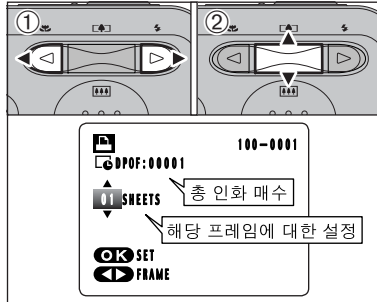 ① ②
100-0001
DPOF:00001
총 인화 매수
01 SHEETS
해당 프레임에 대한 설정
OK SET
FRAME